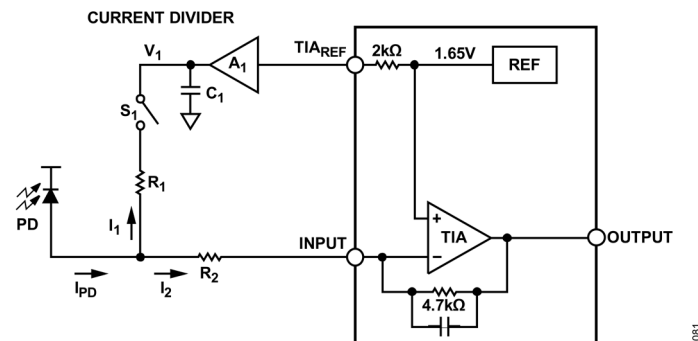 CURRENT DIVIDER
V1
A1
TIAREF
2kΩ
1.65V
REF
C1
S1
R1
PD
I1
INPUT
+
TIA
−
OUTPUT
IPD
I2
R2
4.7kΩ
081